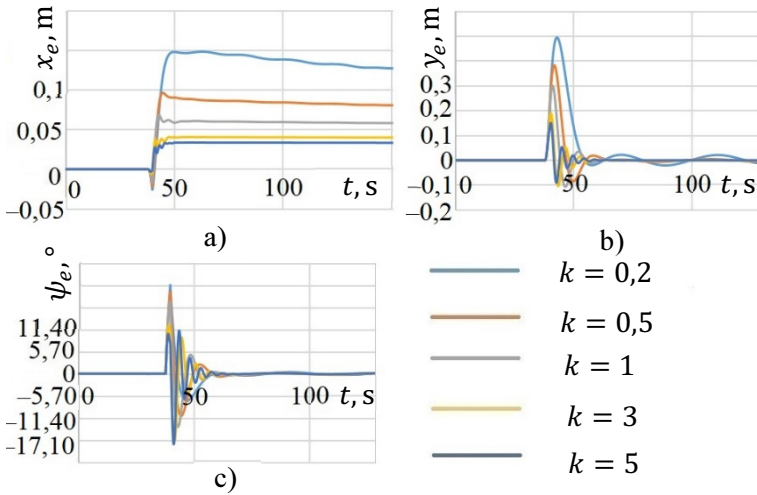 x_e, m
0,1
0,05
0
−0,05
0
50
100
t, s
a)
y_e, m
0,3
0,2
0,1
0
−0,1
−0,2
0
50
100
t, s
b)
ψ_e, °
11,40
5,70
0
−5,70
−11,40
−17,10
0
50
100
t, s
c)
k = 0,2
k = 0,5
k = 1
k = 3
k = 5